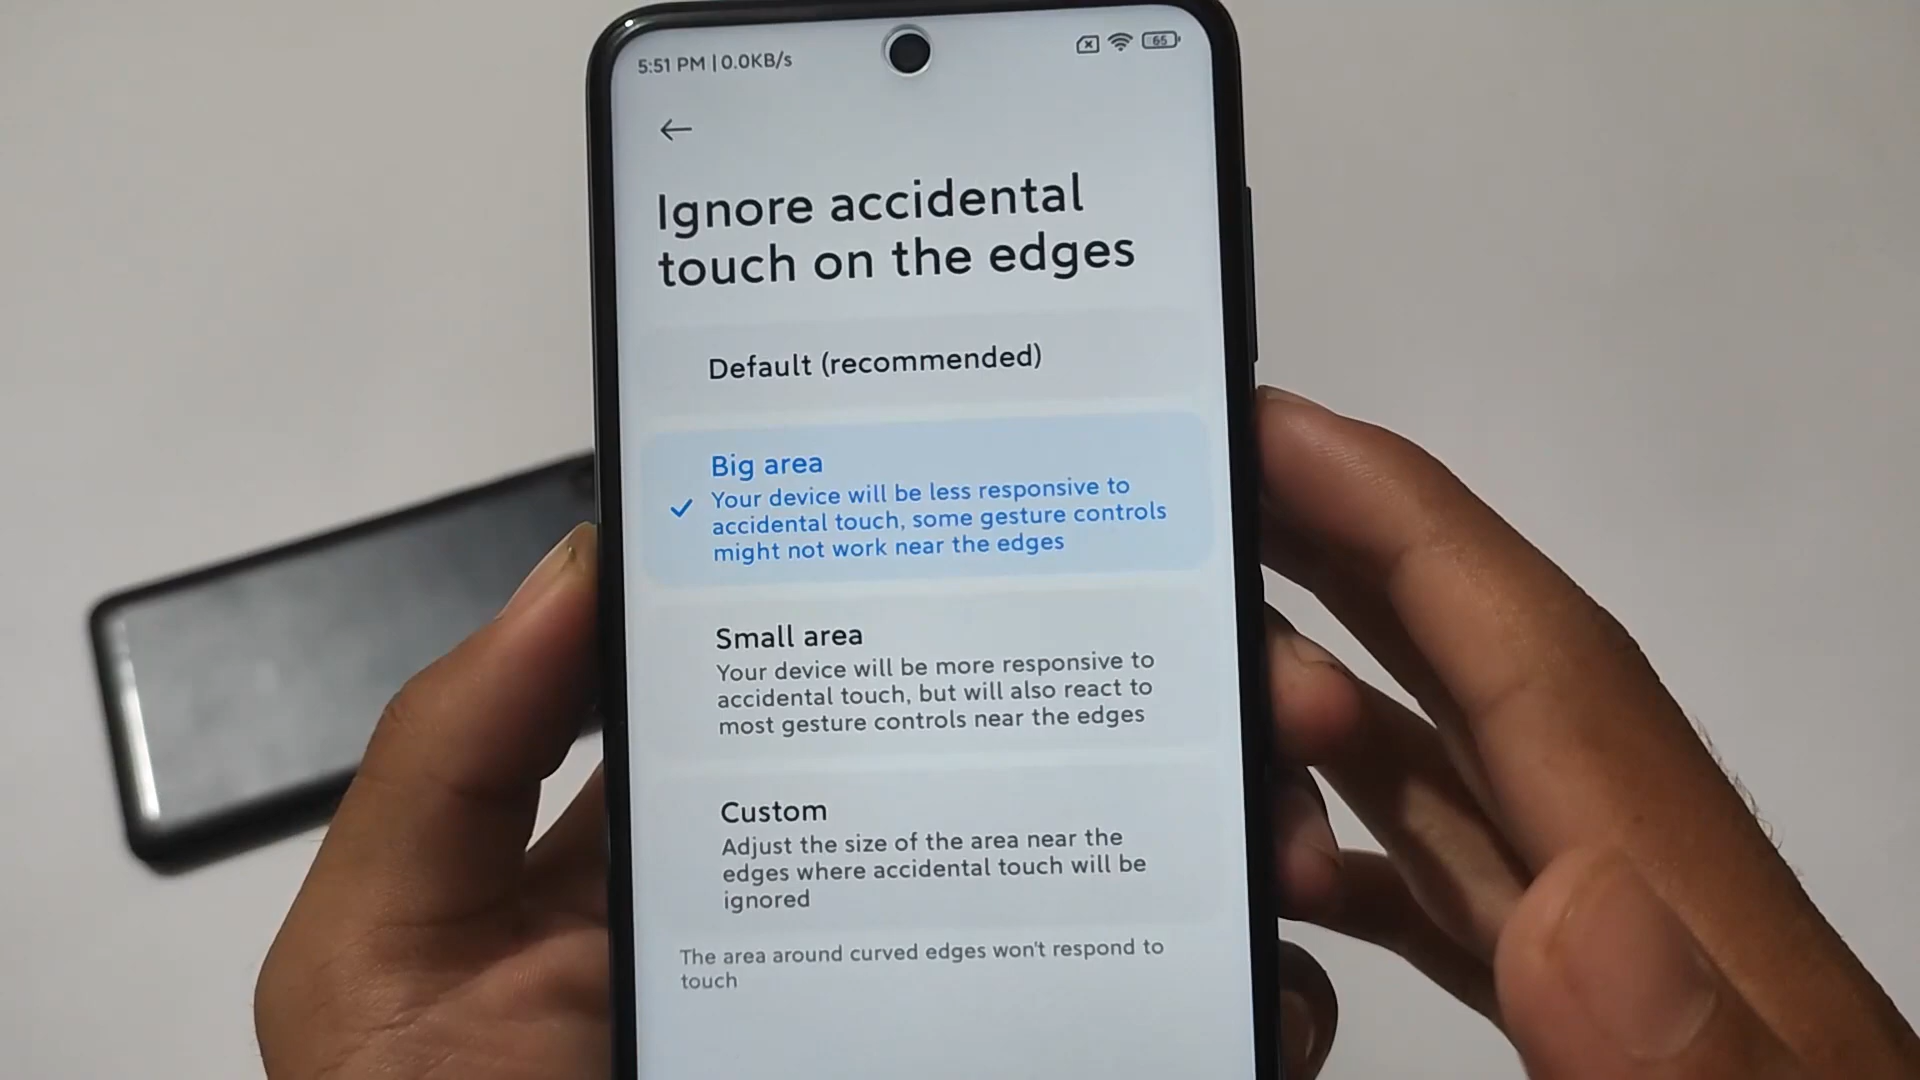 5:51 PM | 0.0KB/s
65
Ignore accidental
touch on the edges
Default (recommended)
Big area
Your device will be less responsive to
accidental touch, some gesture controls
might not work near the edges
Small area
Your device will be more responsive to
accidental touch, but will also react to
most gesture controls near the edges
Custom
Adjust the size of the area near the
edges where accidental touch will be
ignored
The area around curved edges won't respond to
touch